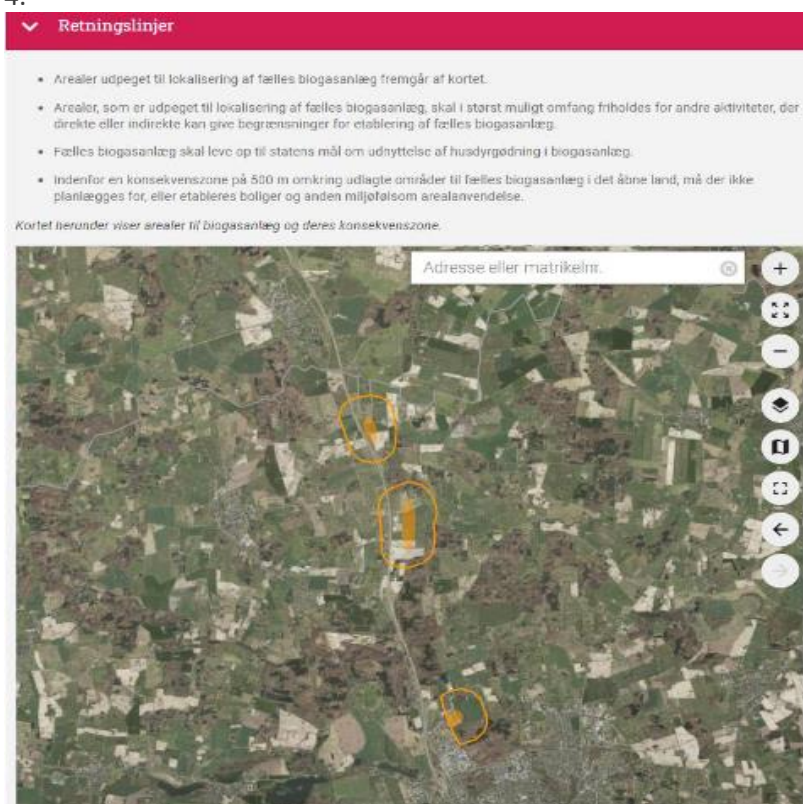 4.
Retningslinjer
• Arealer udpeget til lokalisering af fælles biogasanlæg fremgår af kortet.
• Arealer, som er udpeget til lokalisering af fælles biogasanlæg, skal i størst muligt omfang friholdes for andre aktiviteter, der
direkte eller indirekte kan give begrænsninger for etablering af fælles biogasanlæg.
• Fælles biogasanlæg skal leve op til statens mål om udnyttelse af husdyrgødning i biogasanlæg.
• Indenfor en konsekvenszone på 500 m omkring udlagte områder til fælles biogasanlæg i det åbne land, må der ikke
planlægges for, eller etableres boliger og anden miljøfølsom arealanvendelse.
Kortet herunder viser arealer til biogasanlæg og deres konsekvenszone.
Adresse eller matrikelnr.